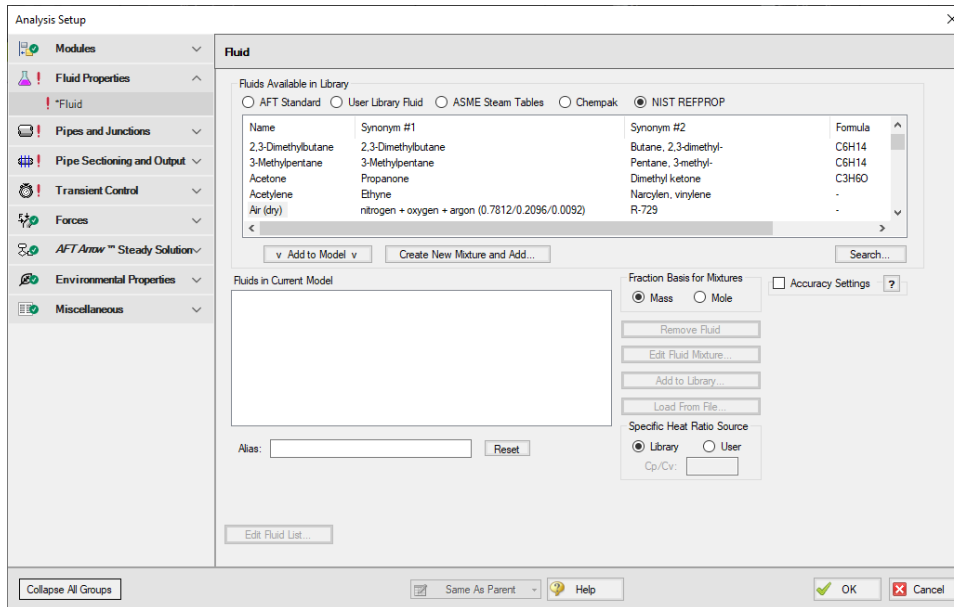 Analysis Setup
Modules
Fluid Properties
*Fluid
Pipes and Junctions
Pipe Sectioning and Output
Transient Control
Forces
AFT Arrow ™ Steady Solution
Environmental Properties
Miscellaneous
Fluid
Fluids Available in Library
AFT Standard User Library Fluid ASME Steam Tables Chempak NIST REFPROP
Name Synonym #1 Synonym #2 Formula
2,3-Dimethylbutane 2,3-Dimethylbutane Butane, 2,3-dimethyl- C6H14
3-Methylpentane 3-Methylpentane Pentane, 3-methyl- C6H14
Acetone Propanone Dimethyl ketone C3H6O
Acetylene Ethyne Narcylen, vinylene -
Air (dry) nitrogen + oxygen + argon (0.7812/0.2096/0.0092) R-729 -
v Add to Model v Create New Mixture and Add... Search...
Fluids in Current Model
Fraction Basis for Mixtures
Mass Mole
Accuracy Settings ?
Remove Fluid
Edit Fluid Mixture...
Add to Library...
Load From File...
Specific Heat Ratio Source
Library User
Cp/Cv:
Alias: Reset
Edit Fluid List...
Collapse All Groups Same As Parent Help OK Cancel